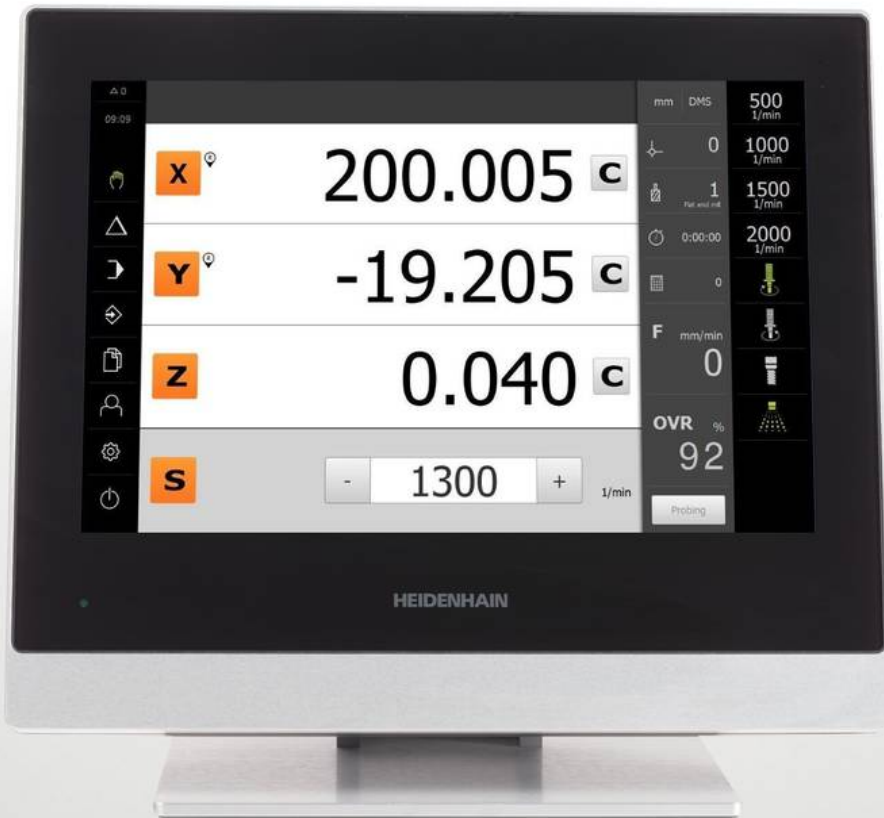 0
09:09
X
200.005 C
Y
-19.205 C
Z
0.040 C
S
- 1300 + 1/min
mm DMS
0
1
Flat end mill
0:00:00
0
F mm/min
0
OVR %
92
Probing
500
1/min
1000
1/min
1500
1/min
2000
1/min
HEIDENHAIN